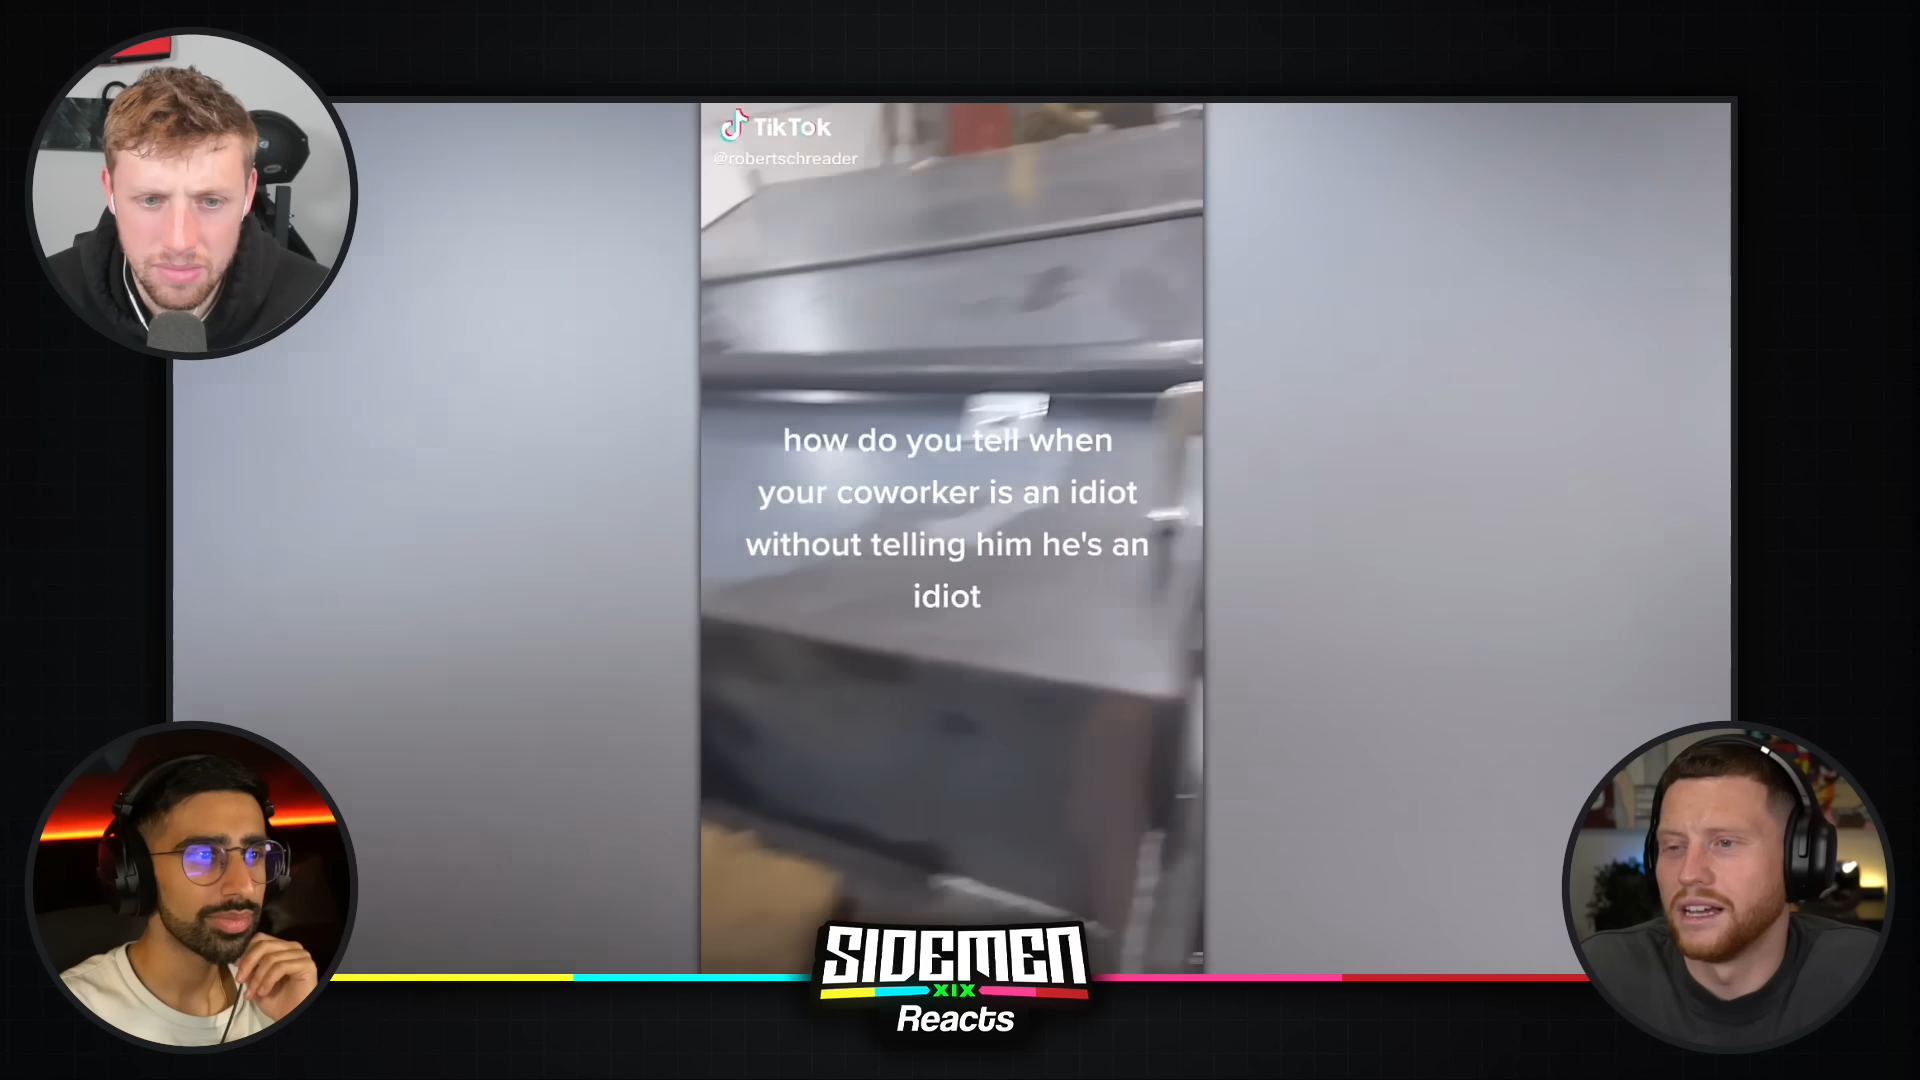 TikTok
@robertschreader
how do you tell when
your coworker is an idiot
without telling him he's an
idiot
SIDEMEN
XIX
Reacts